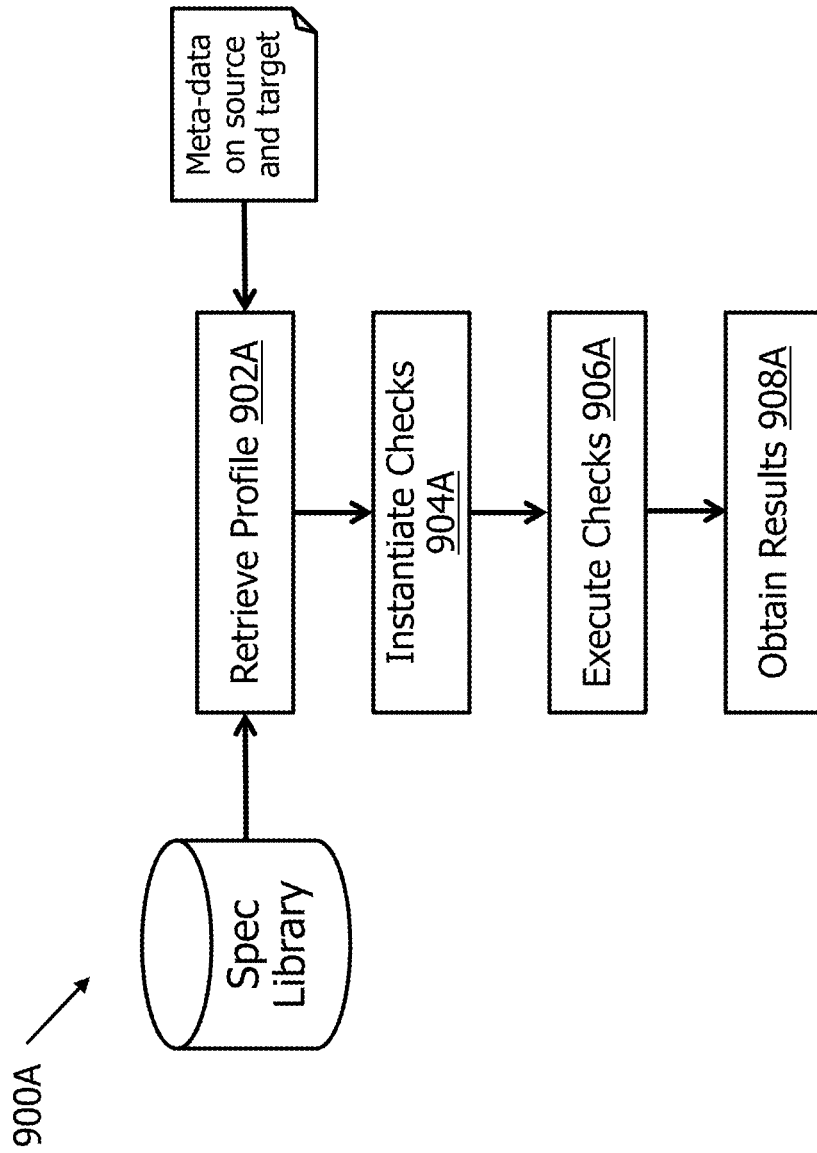 900A
Spec
Library
Meta-data
on source
and target
Retrieve Profile 902A
Instantiate Checks
904A
Execute Checks 906A
Obtain Results 908A